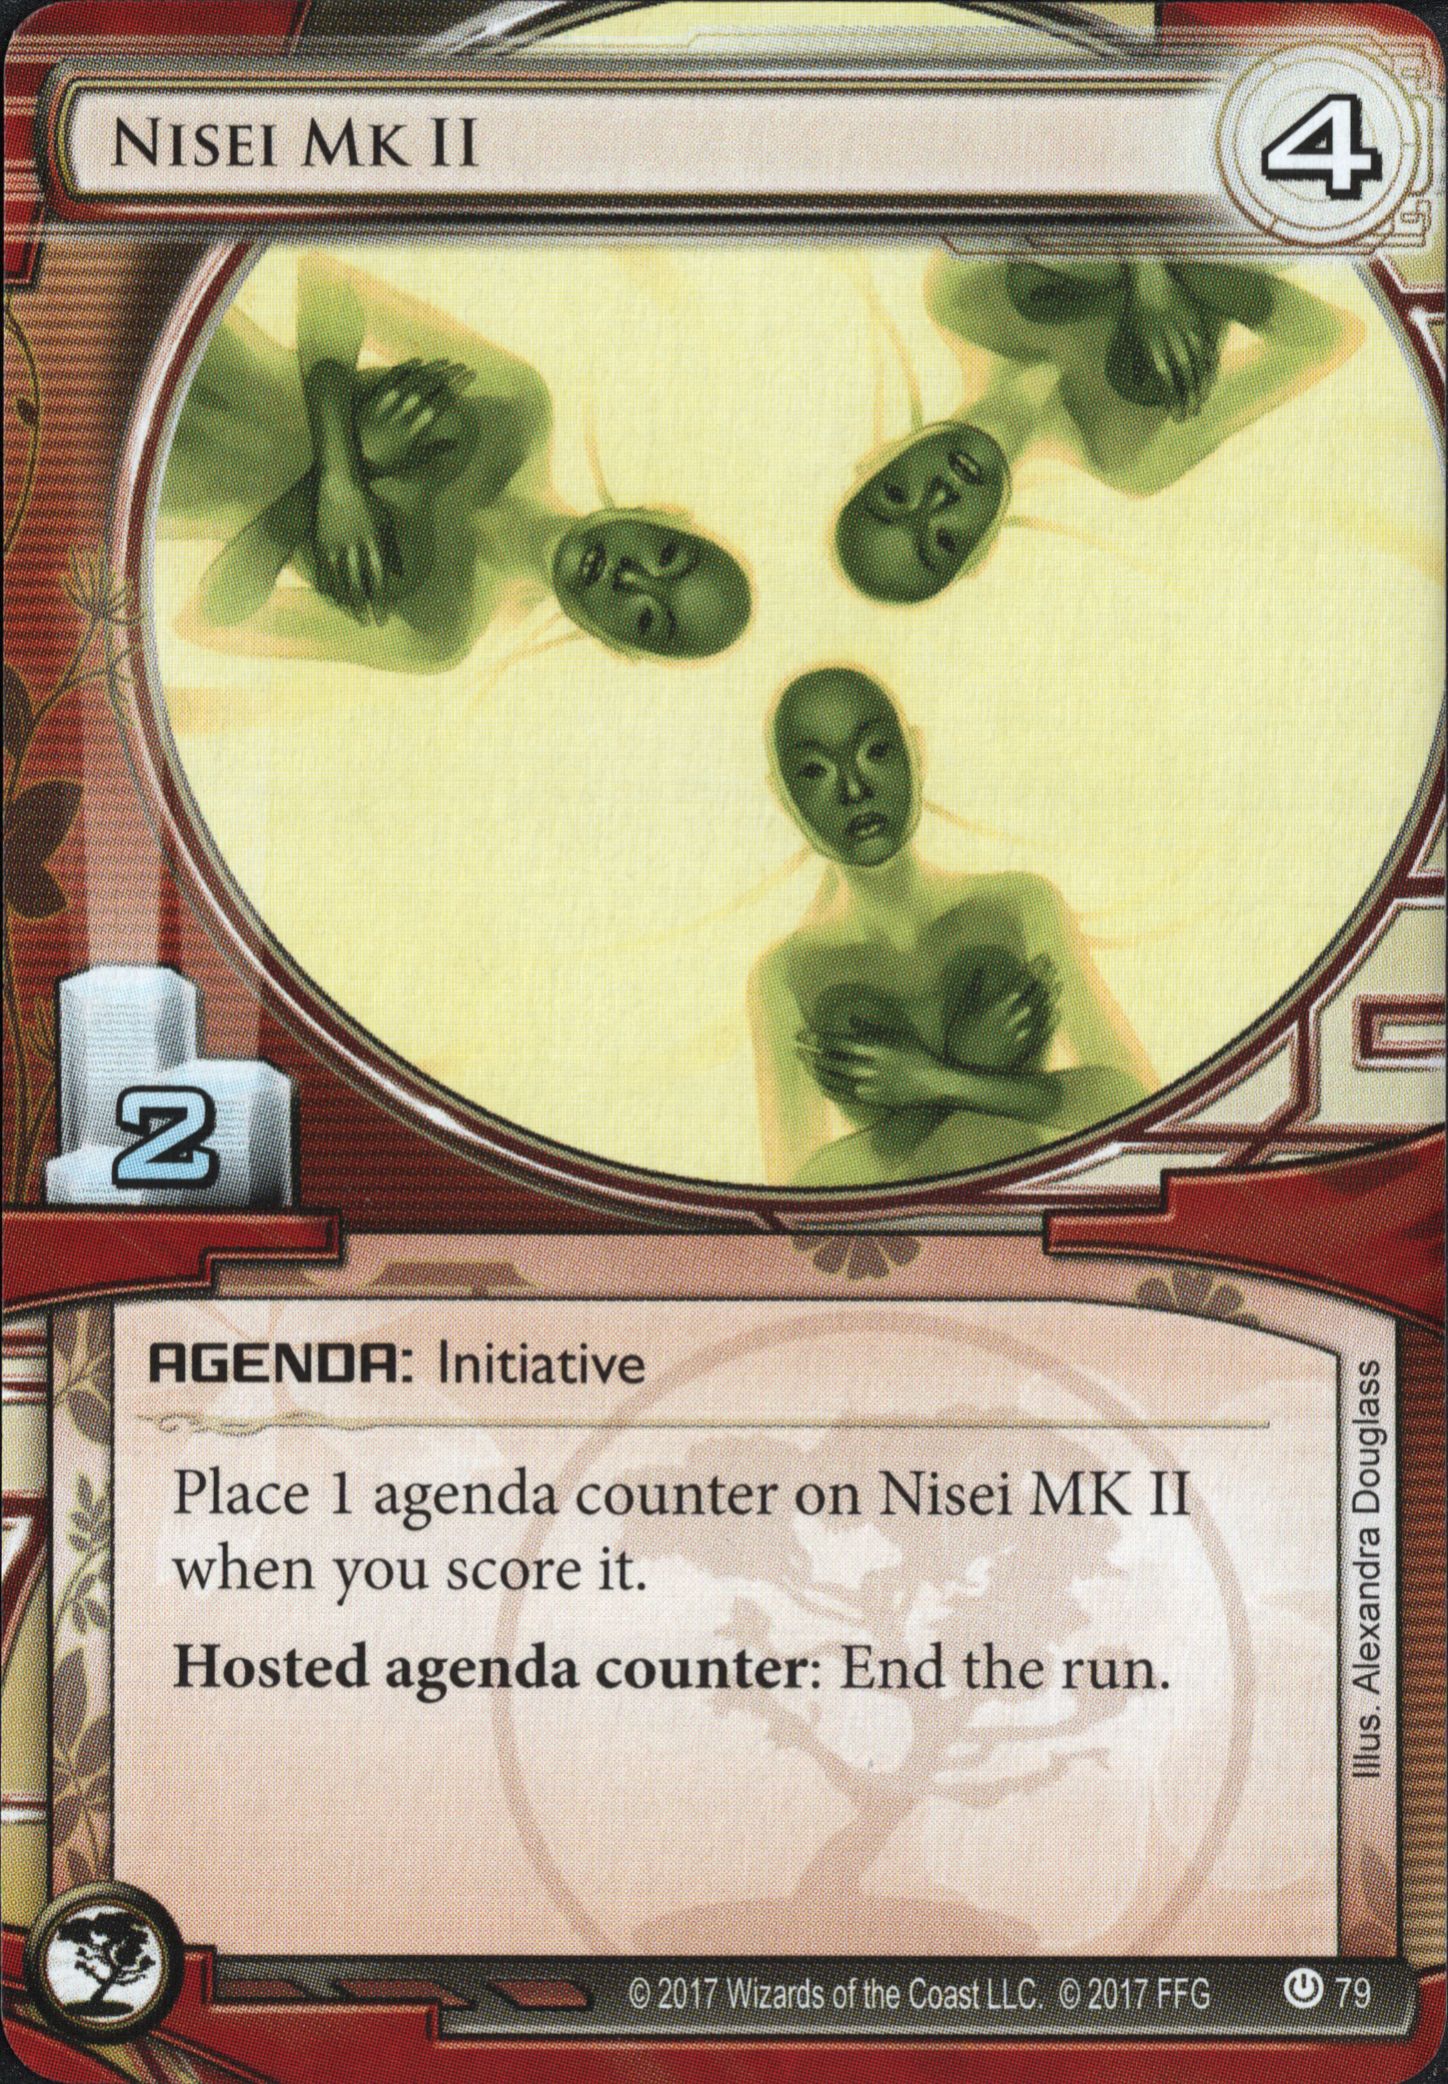 Nisei Mk II
4
2
AGENDA: Initiative
Place 1 agenda counter on Nisei MK II
when you score it.
Hosted agenda counter: End the run.
Illus. Alexandra Douglass
© 2017 Wizards of the Coast LLC. © 2017 FFG
79